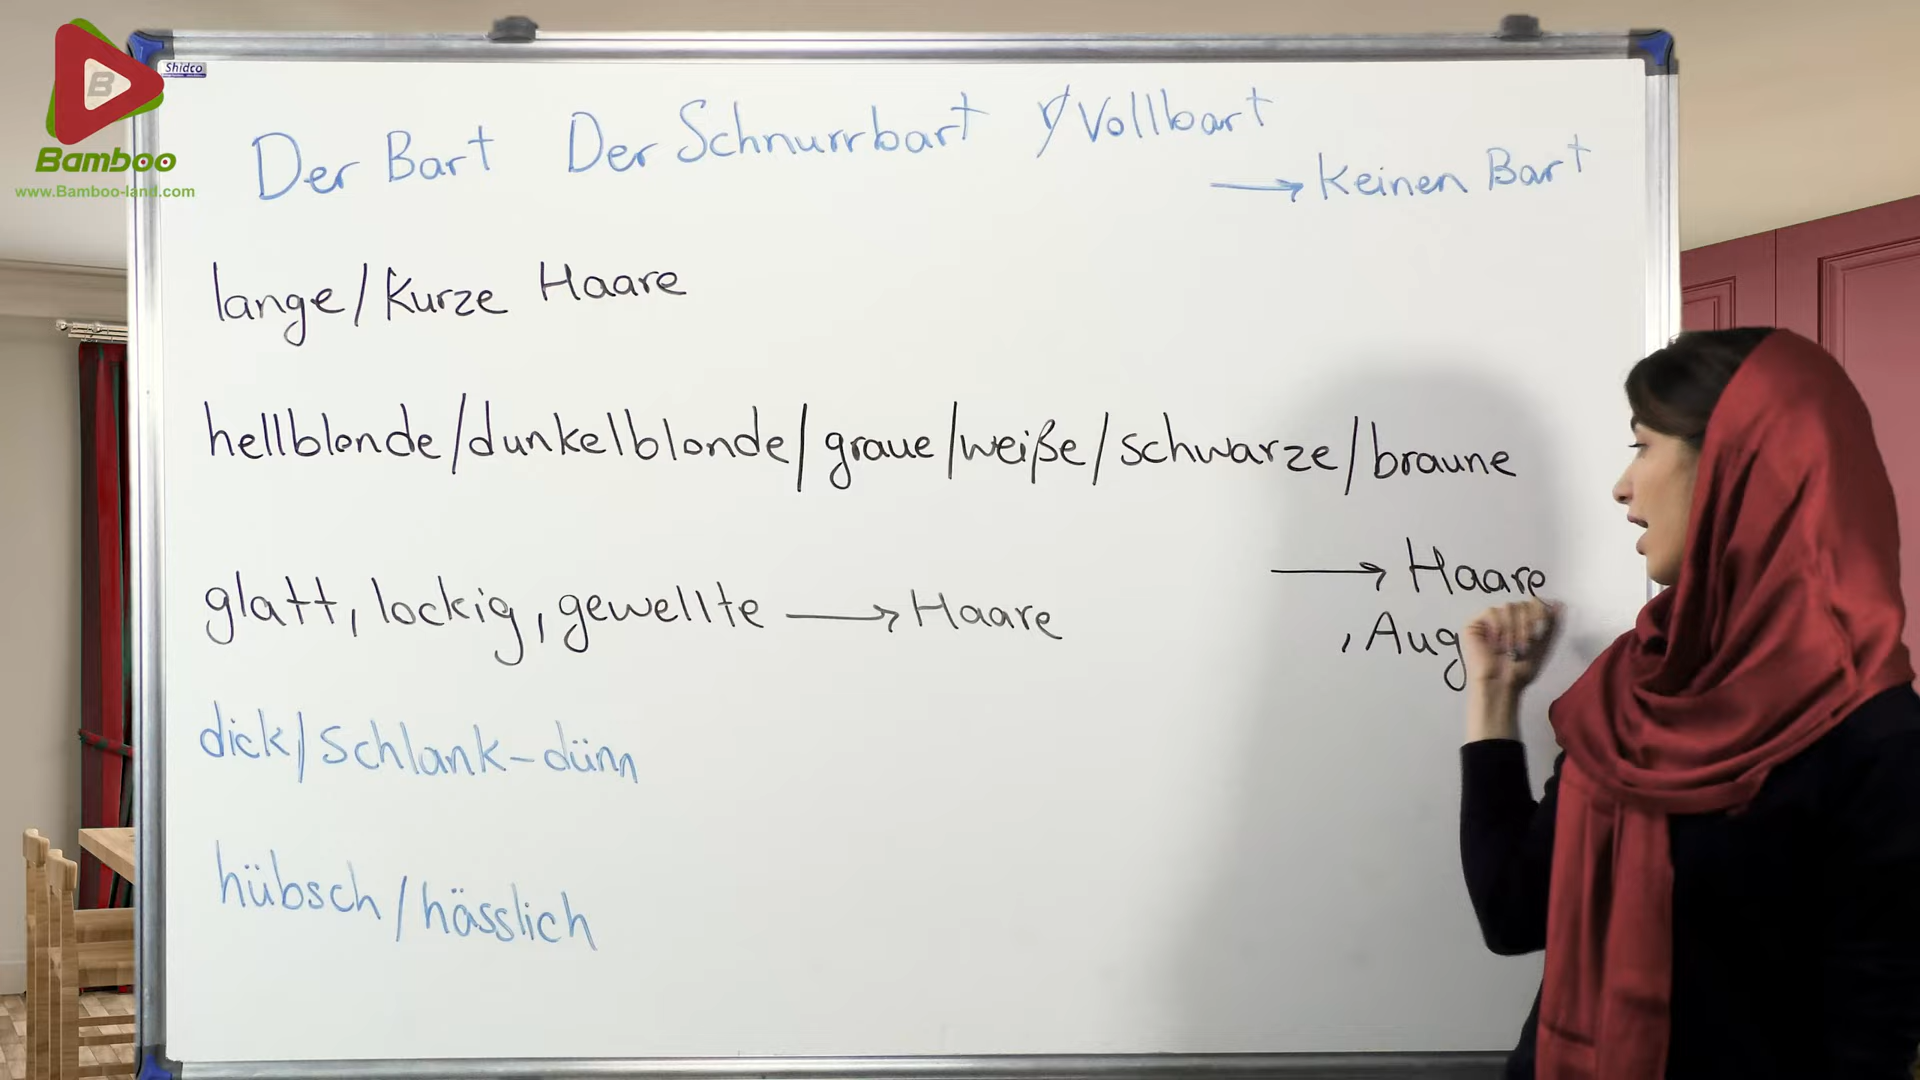 B
Bamboo
www.Bamboo-land.com
Shidco
Der Bart Der Schnurrbart Vollbart
→ Keinen Bart
lange/Kurze Haare
hellblonde/dunkelblonde/graue/weiße/schwarze/braune
→ Haare
, Aug
glatt, lockig, gewellte → Haare
dick/schlank-dünn
hübsch/hässlich